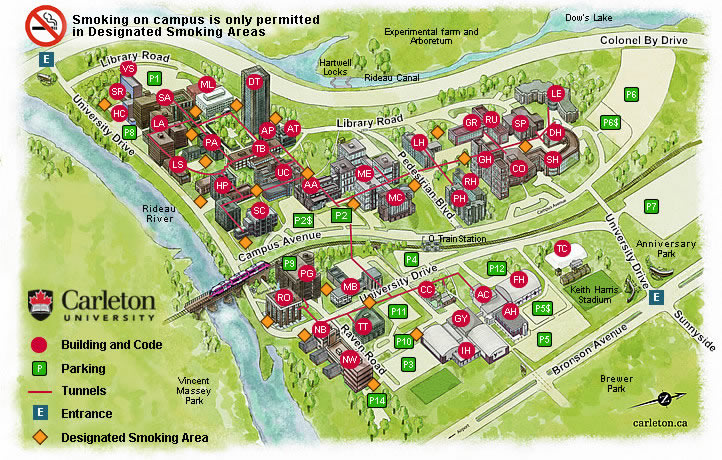 Smoking on campus is only permitted
in Designated Smoking Areas
Dow's Lake
Experimental farm and
Arboretum
Colonel By Drive
Hartwell
Locks
Rideau Canal
E
Library Road
VS
P1
SR
SA
ML
DT
HC
LA
P8
University Drive
PA
AP
AT
TB
LS
HP
UC
AA
SC
ME
MC
P2$
P2
Library Road
LH
GR
RU
SP
LE
DH
GH
CO
SH
RH
PH
P6
P6$
P7
Pedestrian Blvd
Campus Avenue
Rideau
River
Campus Avenue
O Train Station
P9
PG
P4
University Drive
P12
TC
Anniversary
Park
University Drive
RO
MB
CC
AC
FH
Keith Harris
Stadium
E
NB
TT
P11
GY
AH
P5$
P10
IH
P5
Raven Road
NW
P3
P14
Bronson Avenue
Sunnyside
Brewer
Park
Vincent
Massey
Park
Airport
Z
carleton.ca
Carleton
UNIVERSITY
Building and Code
P Parking
Tunnels
E Entrance
Designated Smoking Area